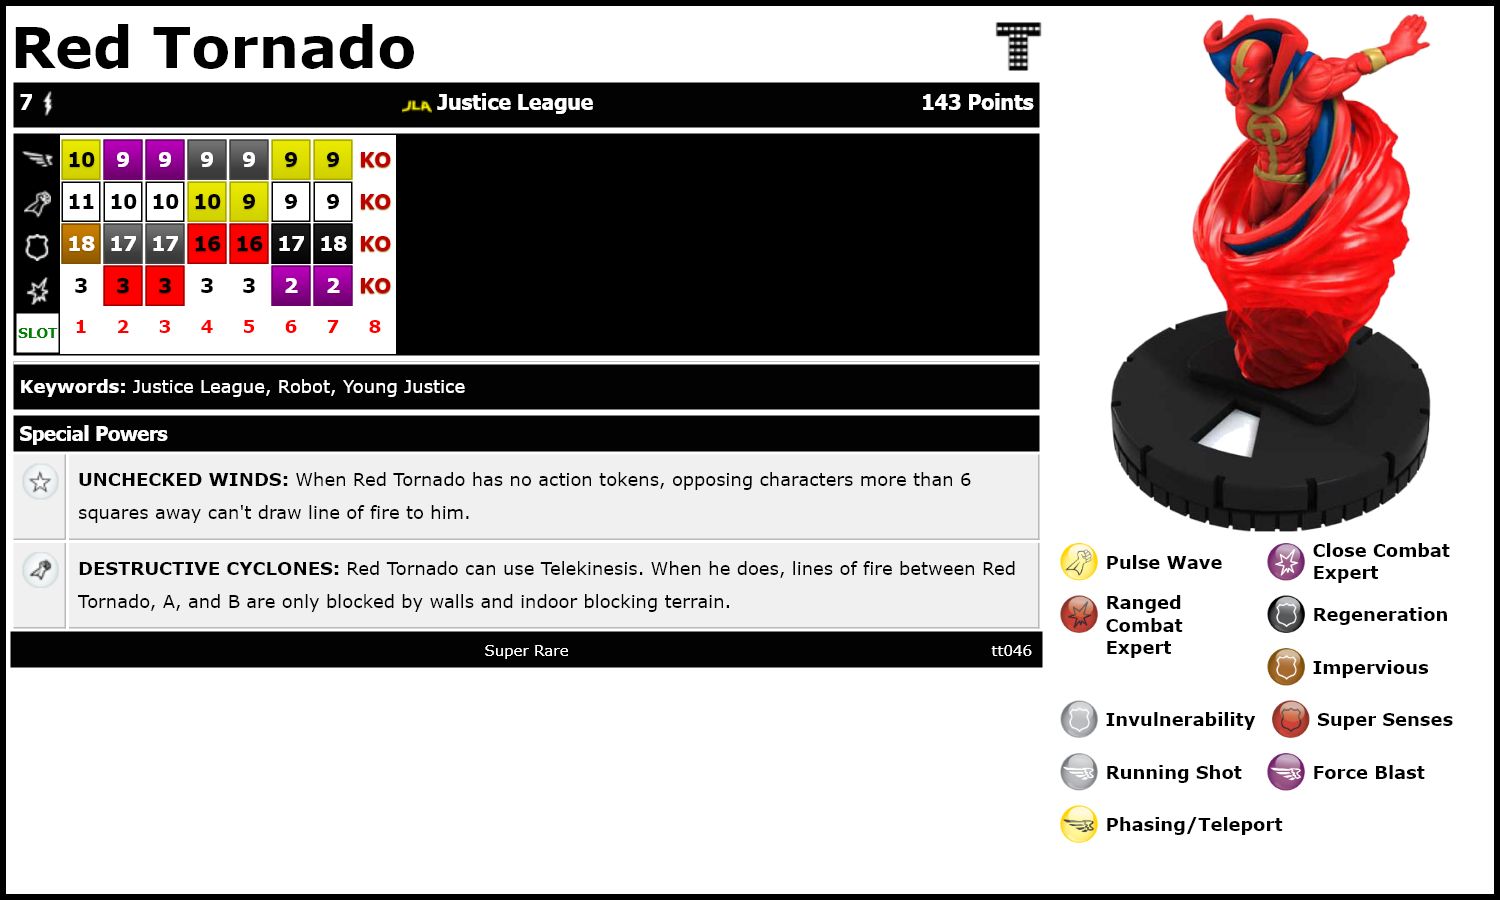 Red Tornado
T
7 JLA Justice League 143 Points
10 9 9 9 9 9 9 KO
11 10 10 10 9 9 9 KO
18 17 17 16 16 17 18 KO
3 3 3 3 3 2 2 KO
SLOT 1 2 3 4 5 6 7 8
Keywords: Justice League, Robot, Young Justice
Special Powers
UNCHECKED WINDS: When Red Tornado has no action tokens, opposing characters more than 6
squares away can't draw line of fire to him.
DESTRUCTIVE CYCLONES: Red Tornado can use Telekinesis. When he does, lines of fire between Red
Tornado, A, and B are only blocked by walls and indoor blocking terrain.
Super Rare tt046
T
Pulse Wave
Close Combat
Expert
Ranged
Combat
Expert
Regeneration
Impervious
Invulnerability
Super Senses
Running Shot
Force Blast
Phasing/Teleport